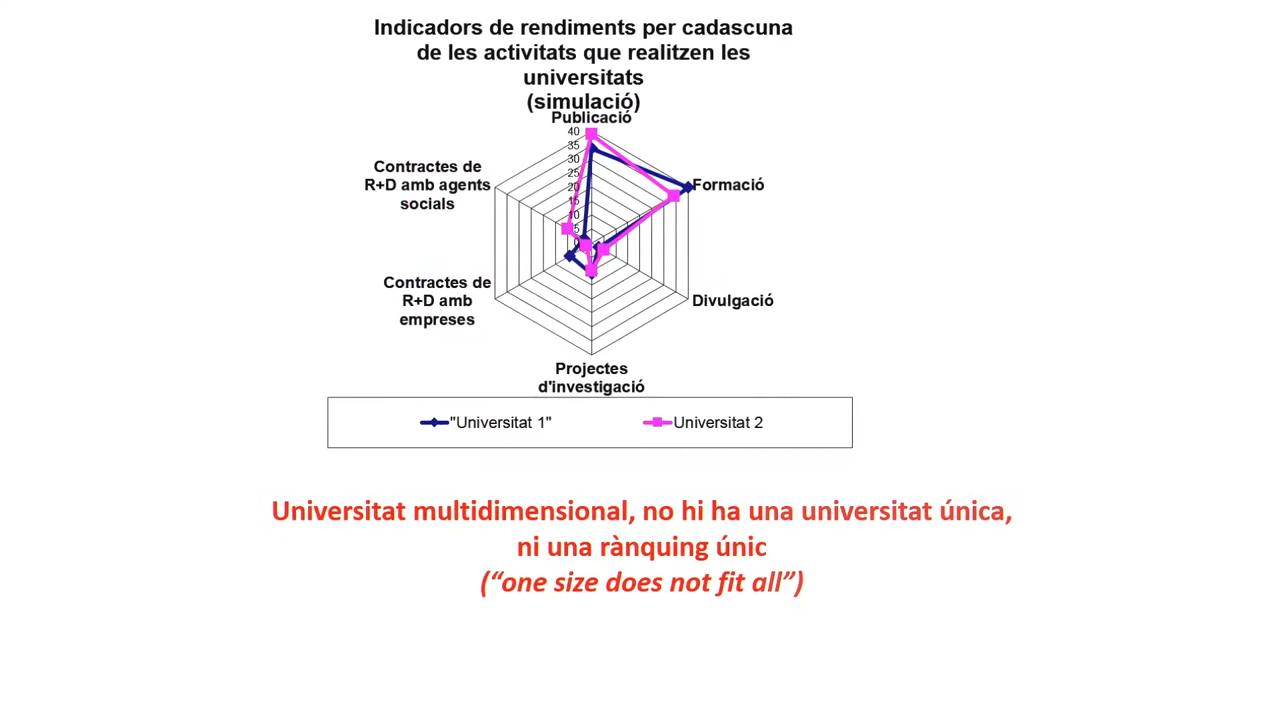 Indicadors de rendiments per cadascuna
de les activitats que realitzen les
universitats
(simulació)
Publicació
40
35
30
25
20
15
10
5
0
Contractes de
R+D amb agents
socials
Formació
Contractes de
R+D amb
empreses
Divulgació
Projectes
d'investigació
"Universitat 1"
Universitat 2
Universitat multidimensional, no hi ha una universitat única,
ni una rànquing únic
(“one size does not fit all”)